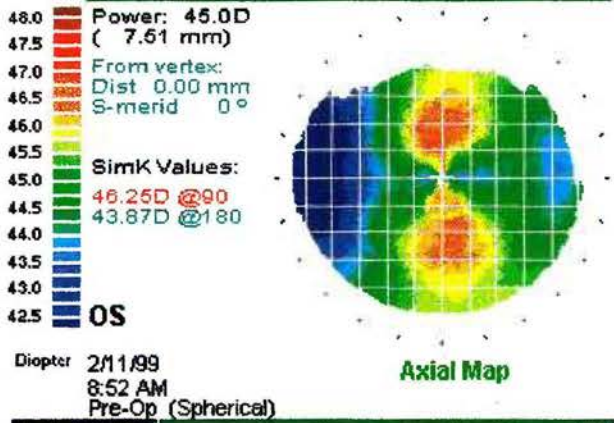 48.0
47.5
47.0
46.5
46.0
45.5
45.0
44.5
44.0
43.5
43.0
42.5
Diopter
Power: 45.0D
( 7.51 mm)
From vertex:
Dist 0.00 mm
S-merid 0°
SimK Values:
46.25D @90
43.87D @180
OS
2/11/99
8:52 AM
Pre-Op (Spherical)
Axial Map